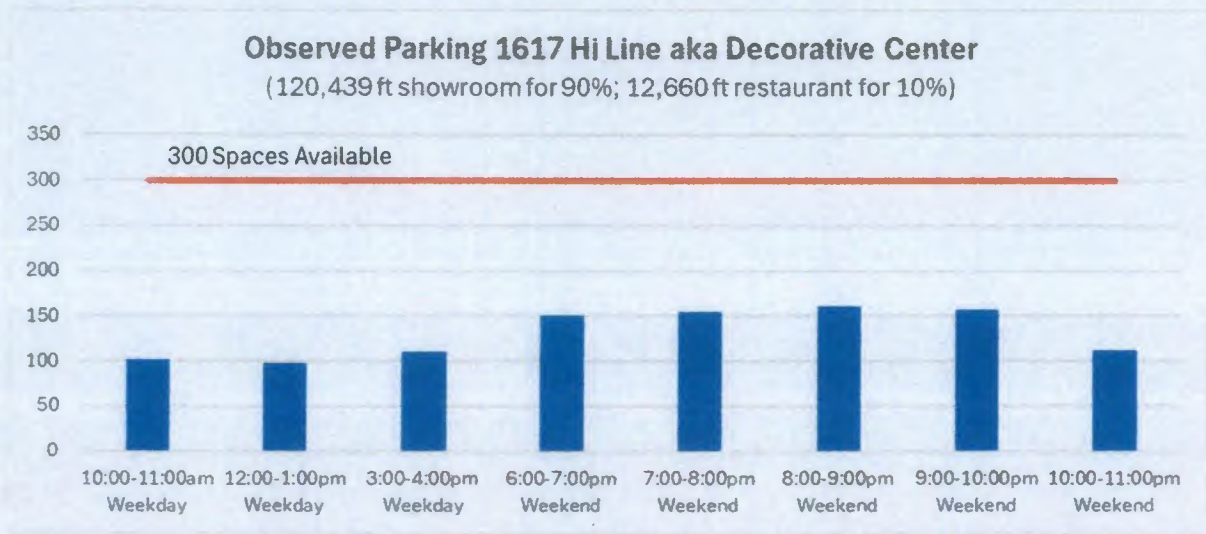 Observed Parking 1617 Hi Line aka Decorative Center
(120,439 ft showroom for 90%; 12,660 ft restaurant for 10%)
350
300 Spaces Available
300
250
200
150
100
50
0
10:00-11:00am 12:00-1:00pm 3:00-4:00pm 6:00-7:00pm 7:00-8:00pm 8:00-9:00pm 9:00-10:00pm 10:00-11:00pm
Weekday Weekday Weekday Weekend Weekend Weekend Weekend Weekend